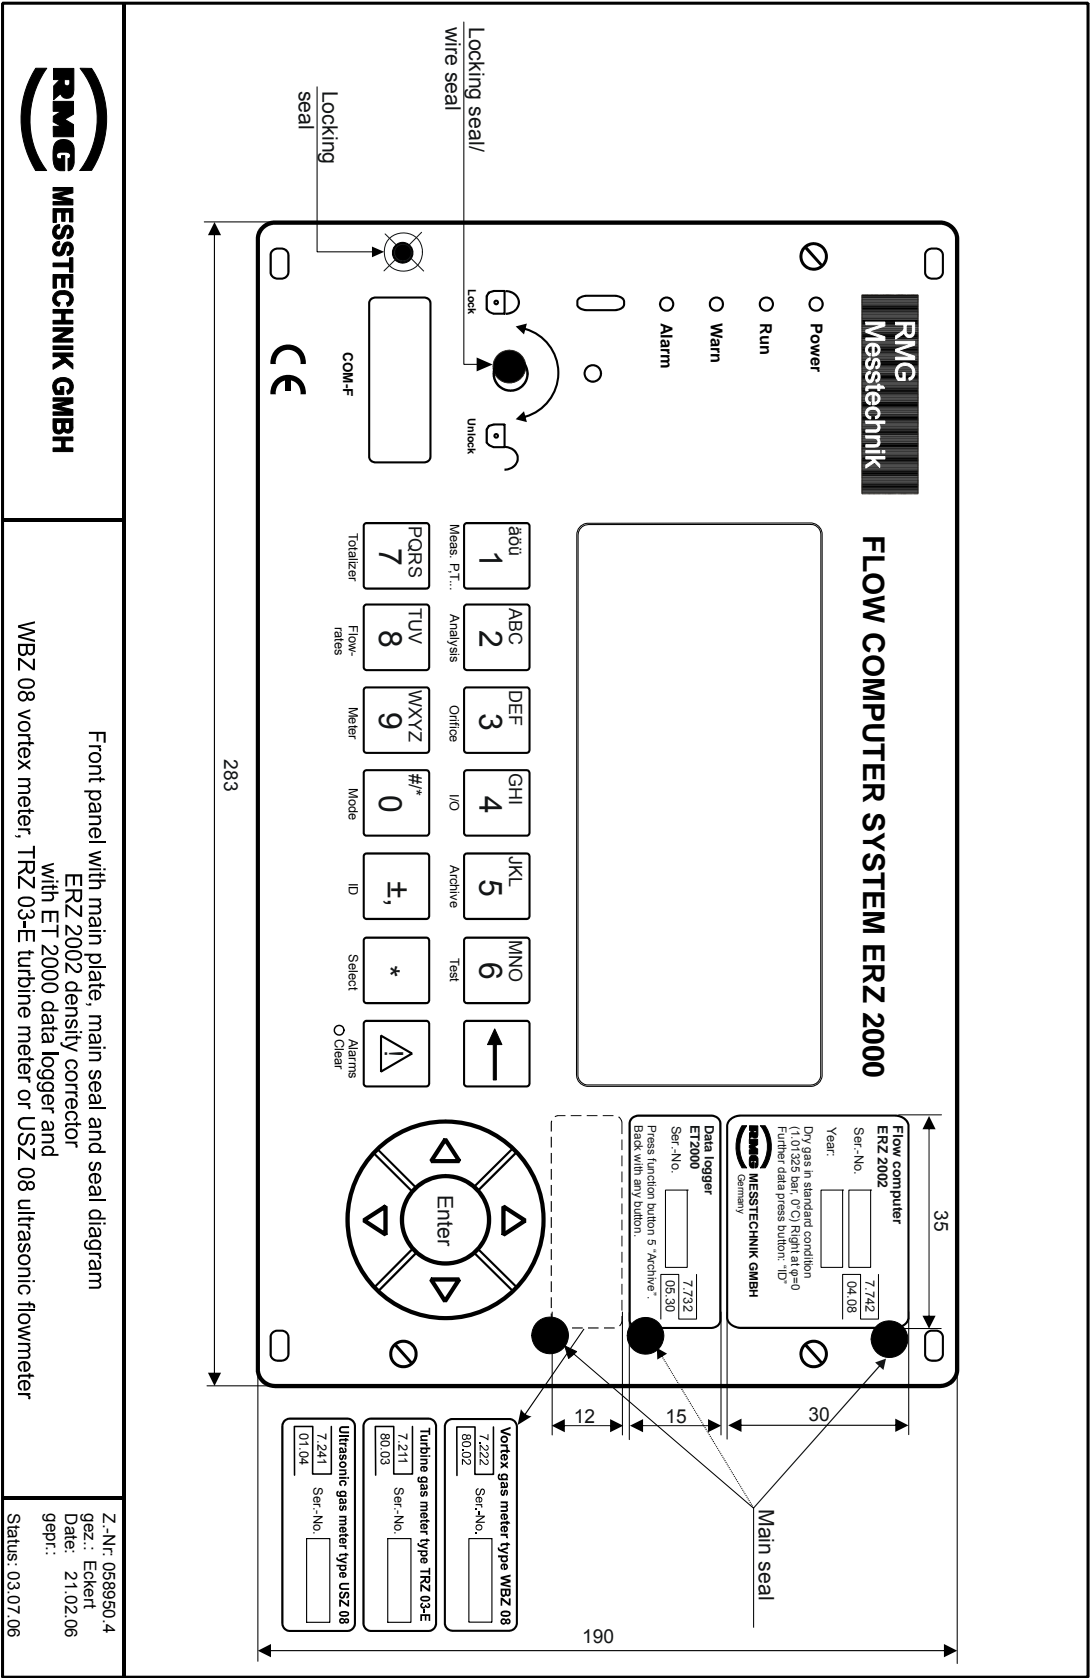 Locking seal/
wire seal
Locking
seal
RMG
Messtechnik
FLOW COMPUTER SYSTEM ERZ 2000
Power
Run
Warn
Alarm
Lock
Unlock
COM-F
CE
äöü
1
Meas. P,T...
ABC
2
Analysis
DEF
3
Orifice
GHI
4
I/O
JKL
5
Archive
MNO
6
Test
PQRS
7
Totalizer
TUV
8
Flow-
rates
WXYZ
9
Meter
#/*
0
Mode
±,
ID
*
Select
!
Alarms
O Clear
Enter
Flow computer
ERZ 2002
7.742
04.08
Ser.-No.
Year:
Dry gas in standard condition
(1.01325 bar, 0°C) Right at φ=0
Further data press button: "ID"
(RMG) MESSTECHNIK GMBH
Germany
Data logger
ET2000
7.732
05.30
Ser.-No.
Press function button 5 "Archive".
Back with any button.
35
30
15
12
Main seal
190
283
Vortex gas meter type WBZ 08
7.222
80.02
Ser.-No.
Turbine gas meter type TRZ 03-E
7.211
80.03
Ser.-No.
Ultrasonic gas meter type USZ 08
7.241
01.04
Ser.-No.
(RMG) MESSTECHNIK GMBH
Front panel with main plate, main seal and seal diagram
ERZ 2002 density corrector
with ET 2000 data logger and
WBZ 08 vortex meter, TRZ 03-E turbine meter or USZ 08 ultrasonic flowmeter
Z.-Nr: 058950.4
gez.: Eckert
Date: 21.02.06
gepr.:
Status: 03.07.06